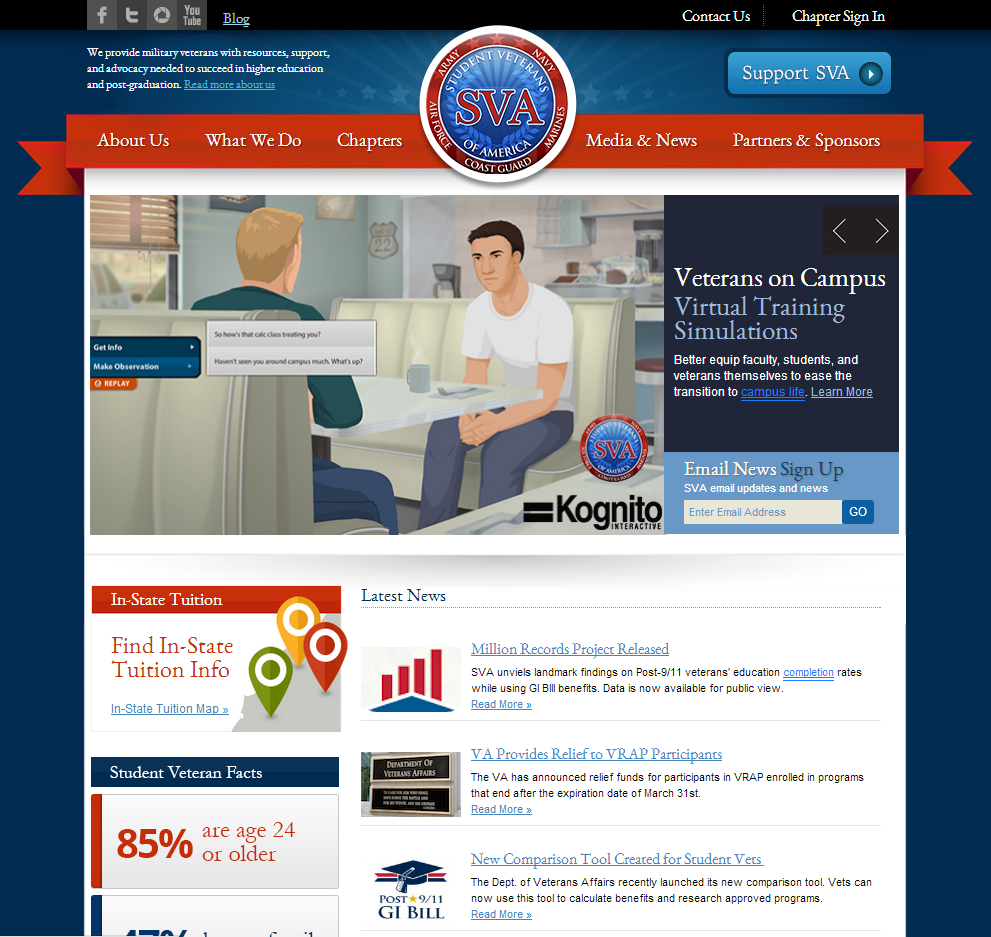 You
Tube
Blog
Contact Us
Chapter Sign In
We provide military veterans with resources, support,
and advocacy needed to succeed in higher education
and post-graduation. Read more about us
Support SVA
ARMY
NAVY
AIR FORCE
MARINES
COAST GUARD
STUDENT VETERANS
SVA
OF AMERICA
About Us
What We Do
Chapters
Media & News
Partners & Sponsors
22
So how's that calc class treating you?
Haven't seen you around campus much. What's up?
Get Info
Make Observation
REPLAY
STUDENT VETERANS
SVA
OF AMERICA
COAST GUARD
Kognito
INTERACTIVE
Veterans on Campus
Virtual Training
Simulations
Better equip faculty, students, and
veterans themselves to ease the
transition to campus life. Learn More
Email News Sign Up
SVA email updates and news
Enter Email Address
GO
In-State Tuition
Find In-State
Tuition Info
In-State Tuition Map »
Student Veteran Facts
85%
are age 24
or older
Latest News
Million Records Project Released
SVA unviels landmark findings on Post-9/11 veterans' education completion rates
while using GI BIll benefits. Data is now available for public view.
Read More »
DEPARTMENT OF
VETERANS AFFAIRS
VA Provides Relief to VRAP Participants
The VA has announced relief funds for participants in VRAP enrolled in programs
that end after the expiration date of March 31st.
Read More »
POST 9/11
GI BILL
New Comparison Tool Created for Student Vets
The Dept. of Veterans Affairs recently launched its new comparison tool. Vets can
now use this tool to calculate benefits and research approved programs.
Read More »